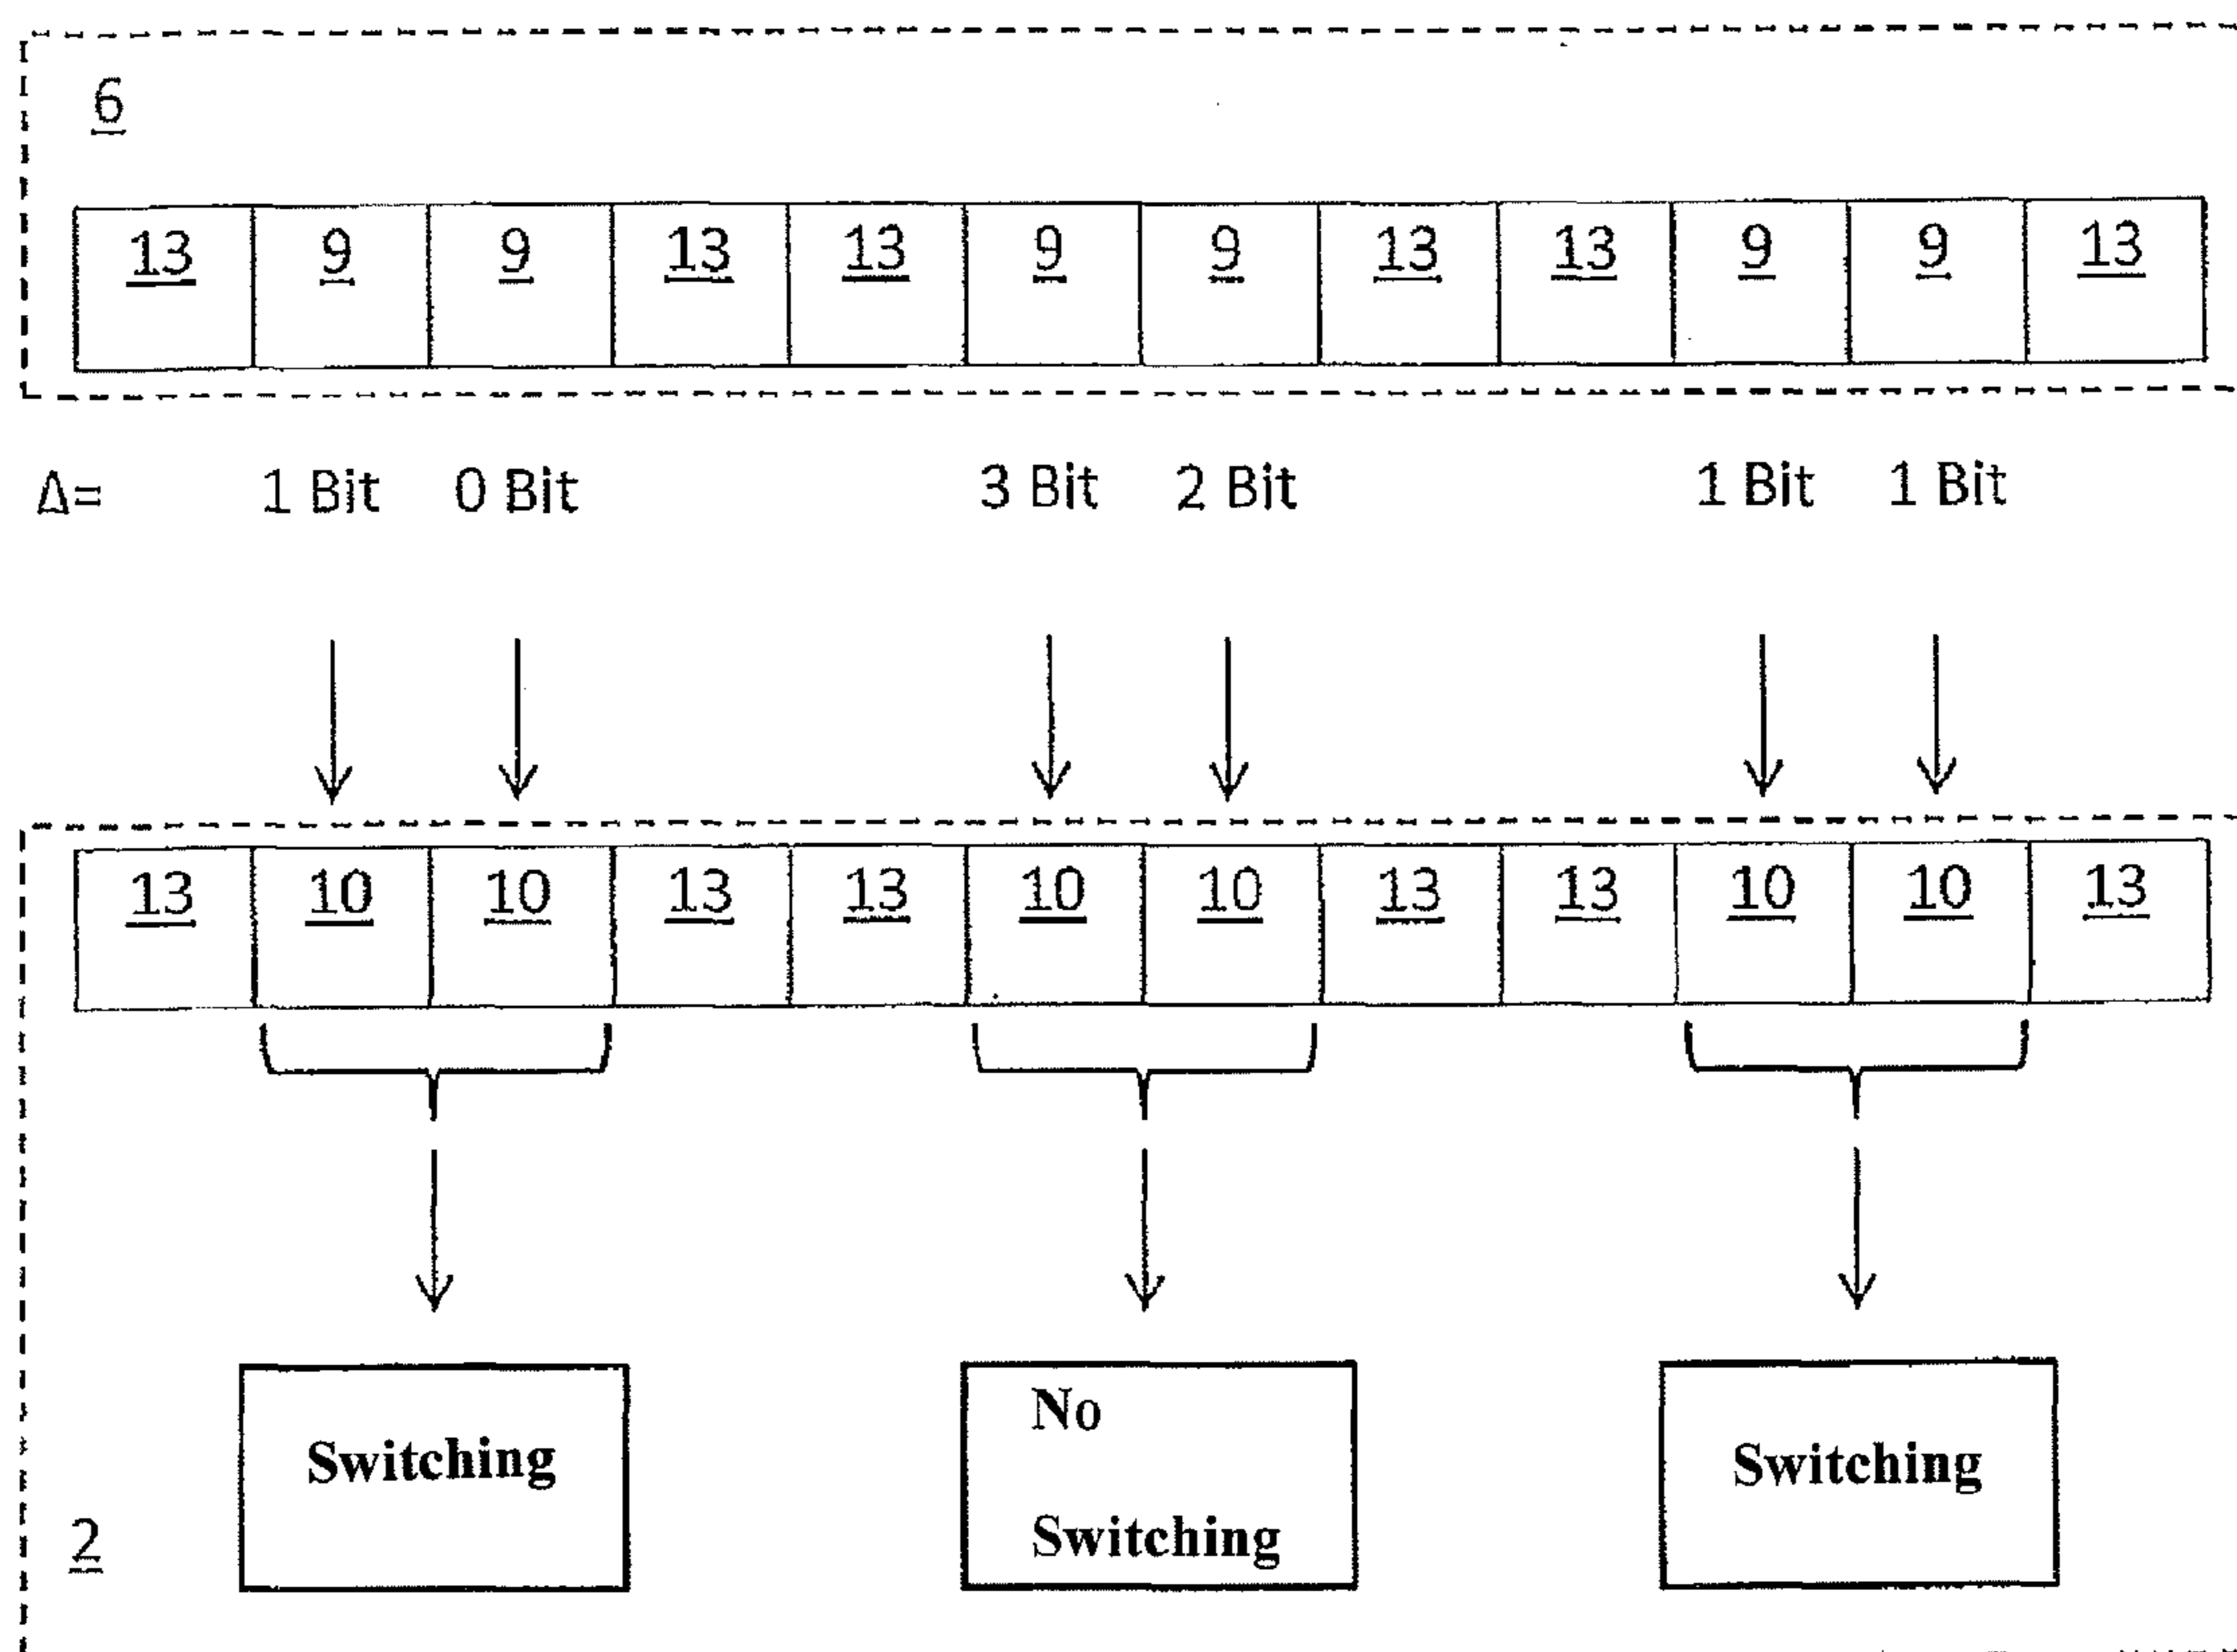 6
13 9 9 13 13 9 9 13 13 9 9 13
Δ= 1 Bit 0 Bit 3 Bit 2 Bit 1 Bit 1 Bit
13 10 10 13 13 10 10 13 13 10 10 13
Switching
No
Switching
Switching
2